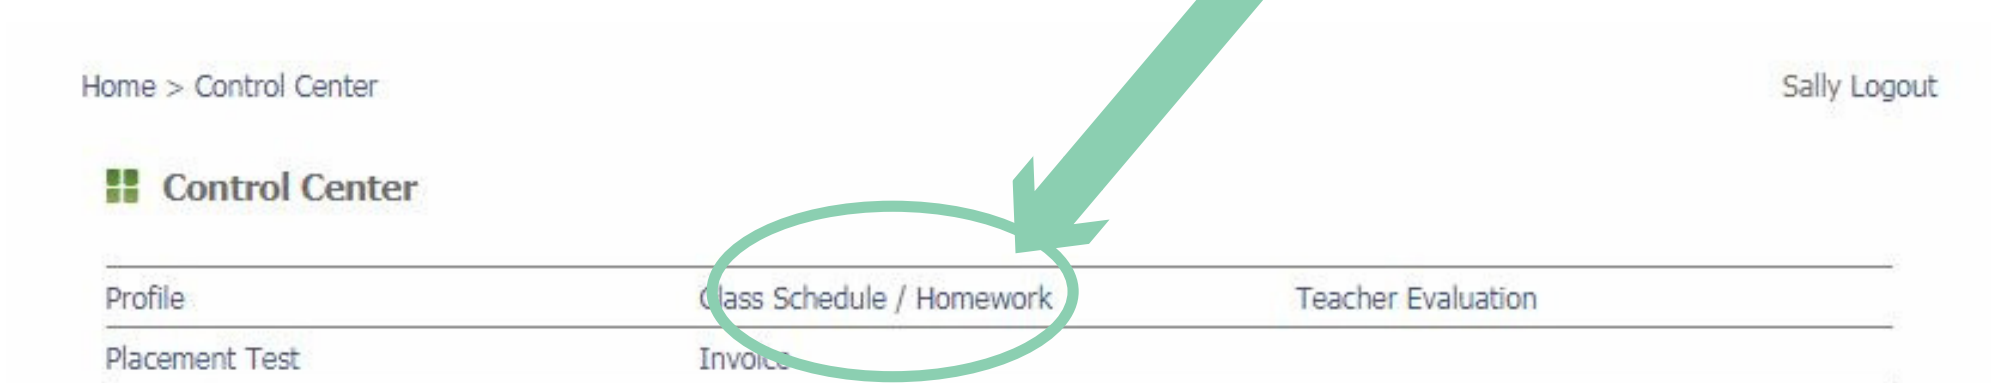 Home > Control Center Sally Logout
Control Center
Profile Class Schedule / Homework Teacher Evaluation
Placement Test Invoice